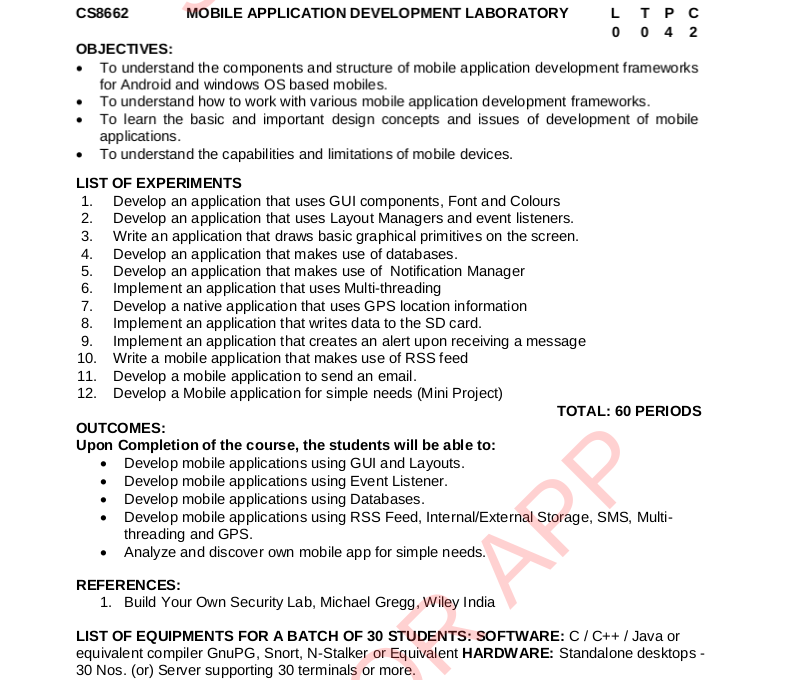 CS8662 MOBILE APPLICATION DEVELOPMENT LABORATORY L T P C
0 0 4 2
OBJECTIVES:
• To understand the components and structure of mobile application development frameworks
for Android and windows OS based mobiles.
• To understand how to work with various mobile application development frameworks.
• To learn the basic and important design concepts and issues of development of mobile
applications.
• To understand the capabilities and limitations of mobile devices.
LIST OF EXPERIMENTS
1. Develop an application that uses GUI components, Font and Colours
2. Develop an application that uses Layout Managers and event listeners.
3. Write an application that draws basic graphical primitives on the screen.
4. Develop an application that makes use of databases.
5. Develop an application that makes use of Notification Manager
6. Implement an application that uses Multi-threading
7. Develop a native application that uses GPS location information
8. Implement an application that writes data to the SD card.
9. Implement an application that creates an alert upon receiving a message
10. Write a mobile application that makes use of RSS feed
11. Develop a mobile application to send an email.
12. Develop a Mobile application for simple needs (Mini Project)
TOTAL: 60 PERIODS
OUTCOMES:
Upon Completion of the course, the students will be able to:
• Develop mobile applications using GUI and Layouts.
• Develop mobile applications using Event Listener.
• Develop mobile applications using Databases.
• Develop mobile applications using RSS Feed, Internal/External Storage, SMS, Multi-
threading and GPS.
• Analyze and discover own mobile app for simple needs.
REFERENCES:
1. Build Your Own Security Lab, Michael Gregg, Wiley India
LIST OF EQUIPMENTS FOR A BATCH OF 30 STUDENTS: SOFTWARE: C / C++ / Java or
equivalent compiler GnuPG, Snort, N-Stalker or Equivalent HARDWARE: Standalone desktops -
30 Nos. (or) Server supporting 30 terminals or more.
OR APP